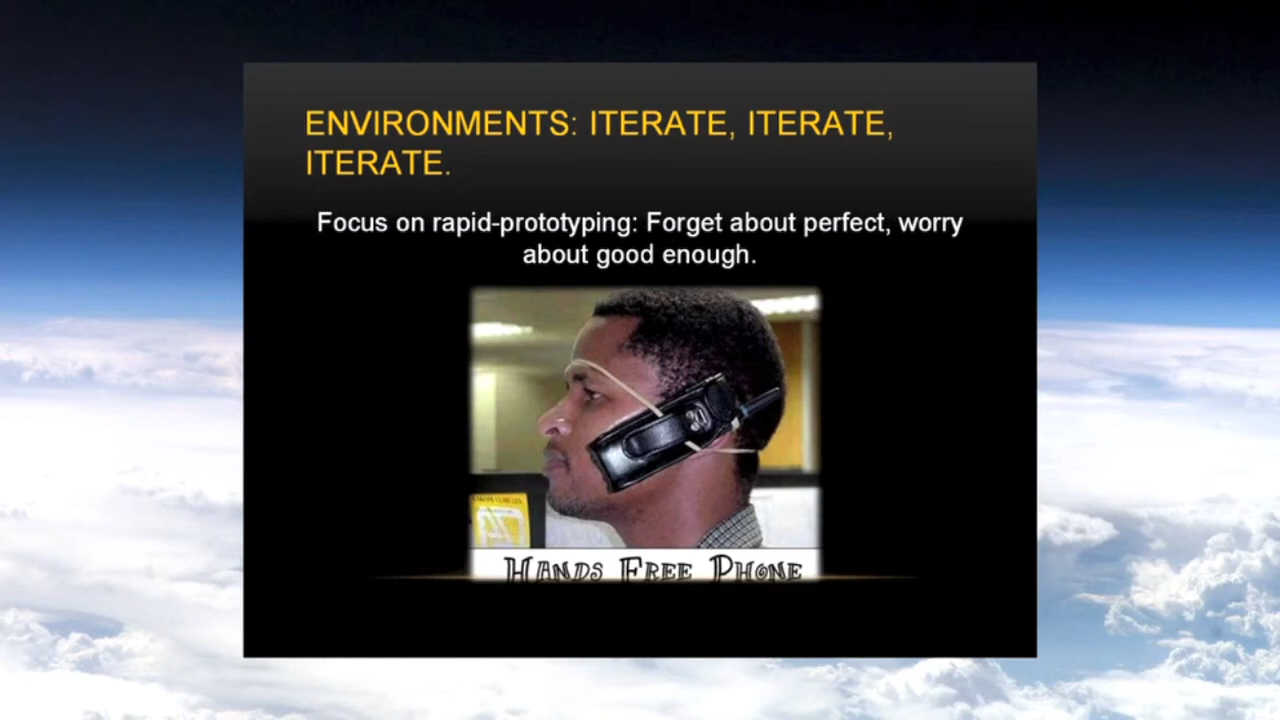 ENVIRONMENTS: ITERATE, ITERATE,
ITERATE.
Focus on rapid-prototyping: Forget about perfect, worry
about good enough.
HANDS FREE PHONE